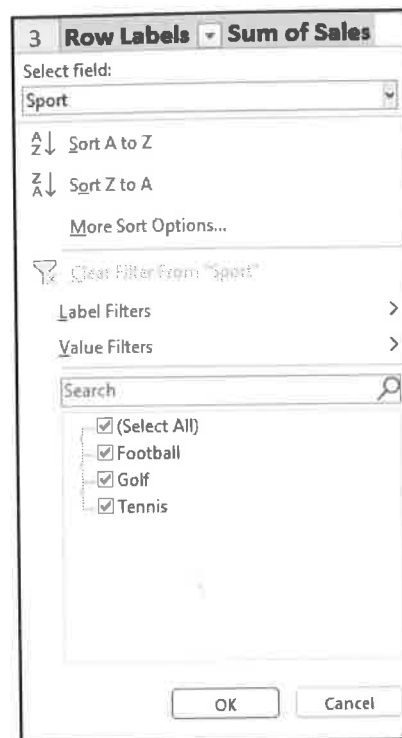 3 Row Labels Sum of Sales
Select field:
Sport
A Z Sort A to Z
Z A Sort Z to A
More Sort Options...
Clear Filter From "Sport"
Label Filters
Value Filters
Search
(Select All)
Football
Golf
Tennis
OK Cancel